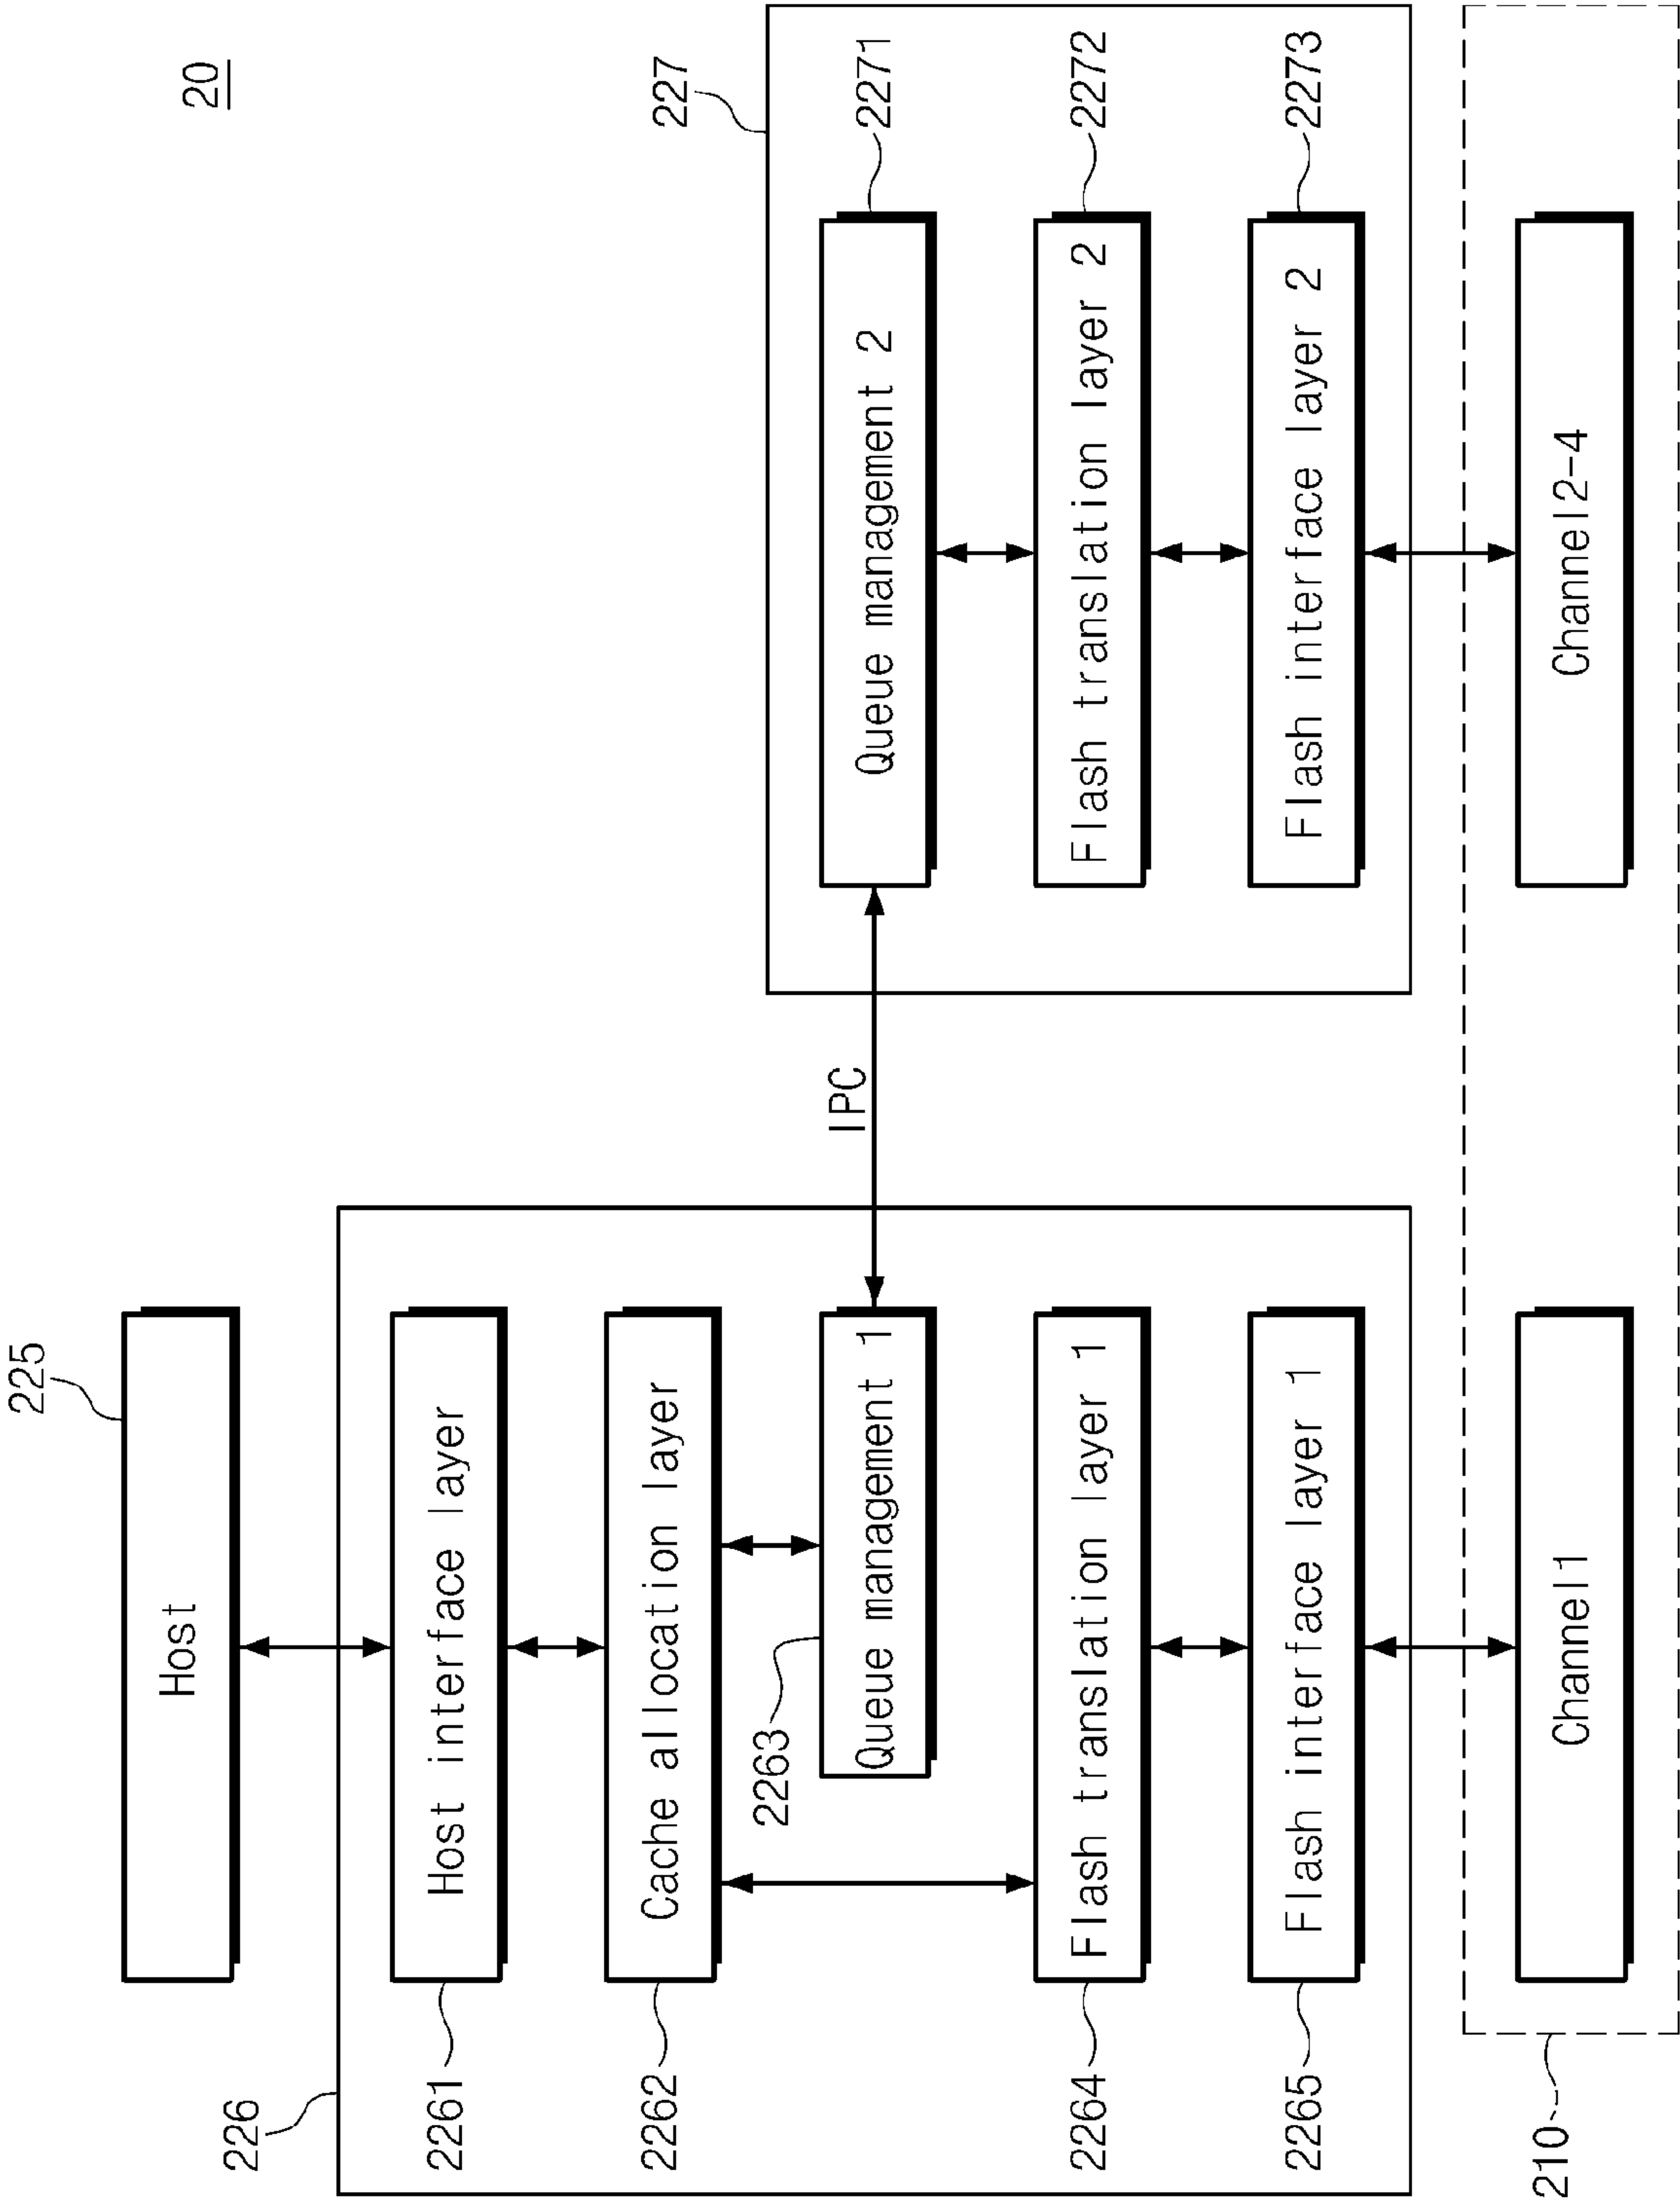 20
225
Host
226
2261
Host interface layer
2262
Cache allocation layer
2263
Queue management 1
IPC
2264
Flash translation layer 1
2265
Flash interface layer 1
227
Queue management 2
2271
Flash translation layer 2
2272
Flash interface layer 2
2273
210
Channel1
Channel2-4